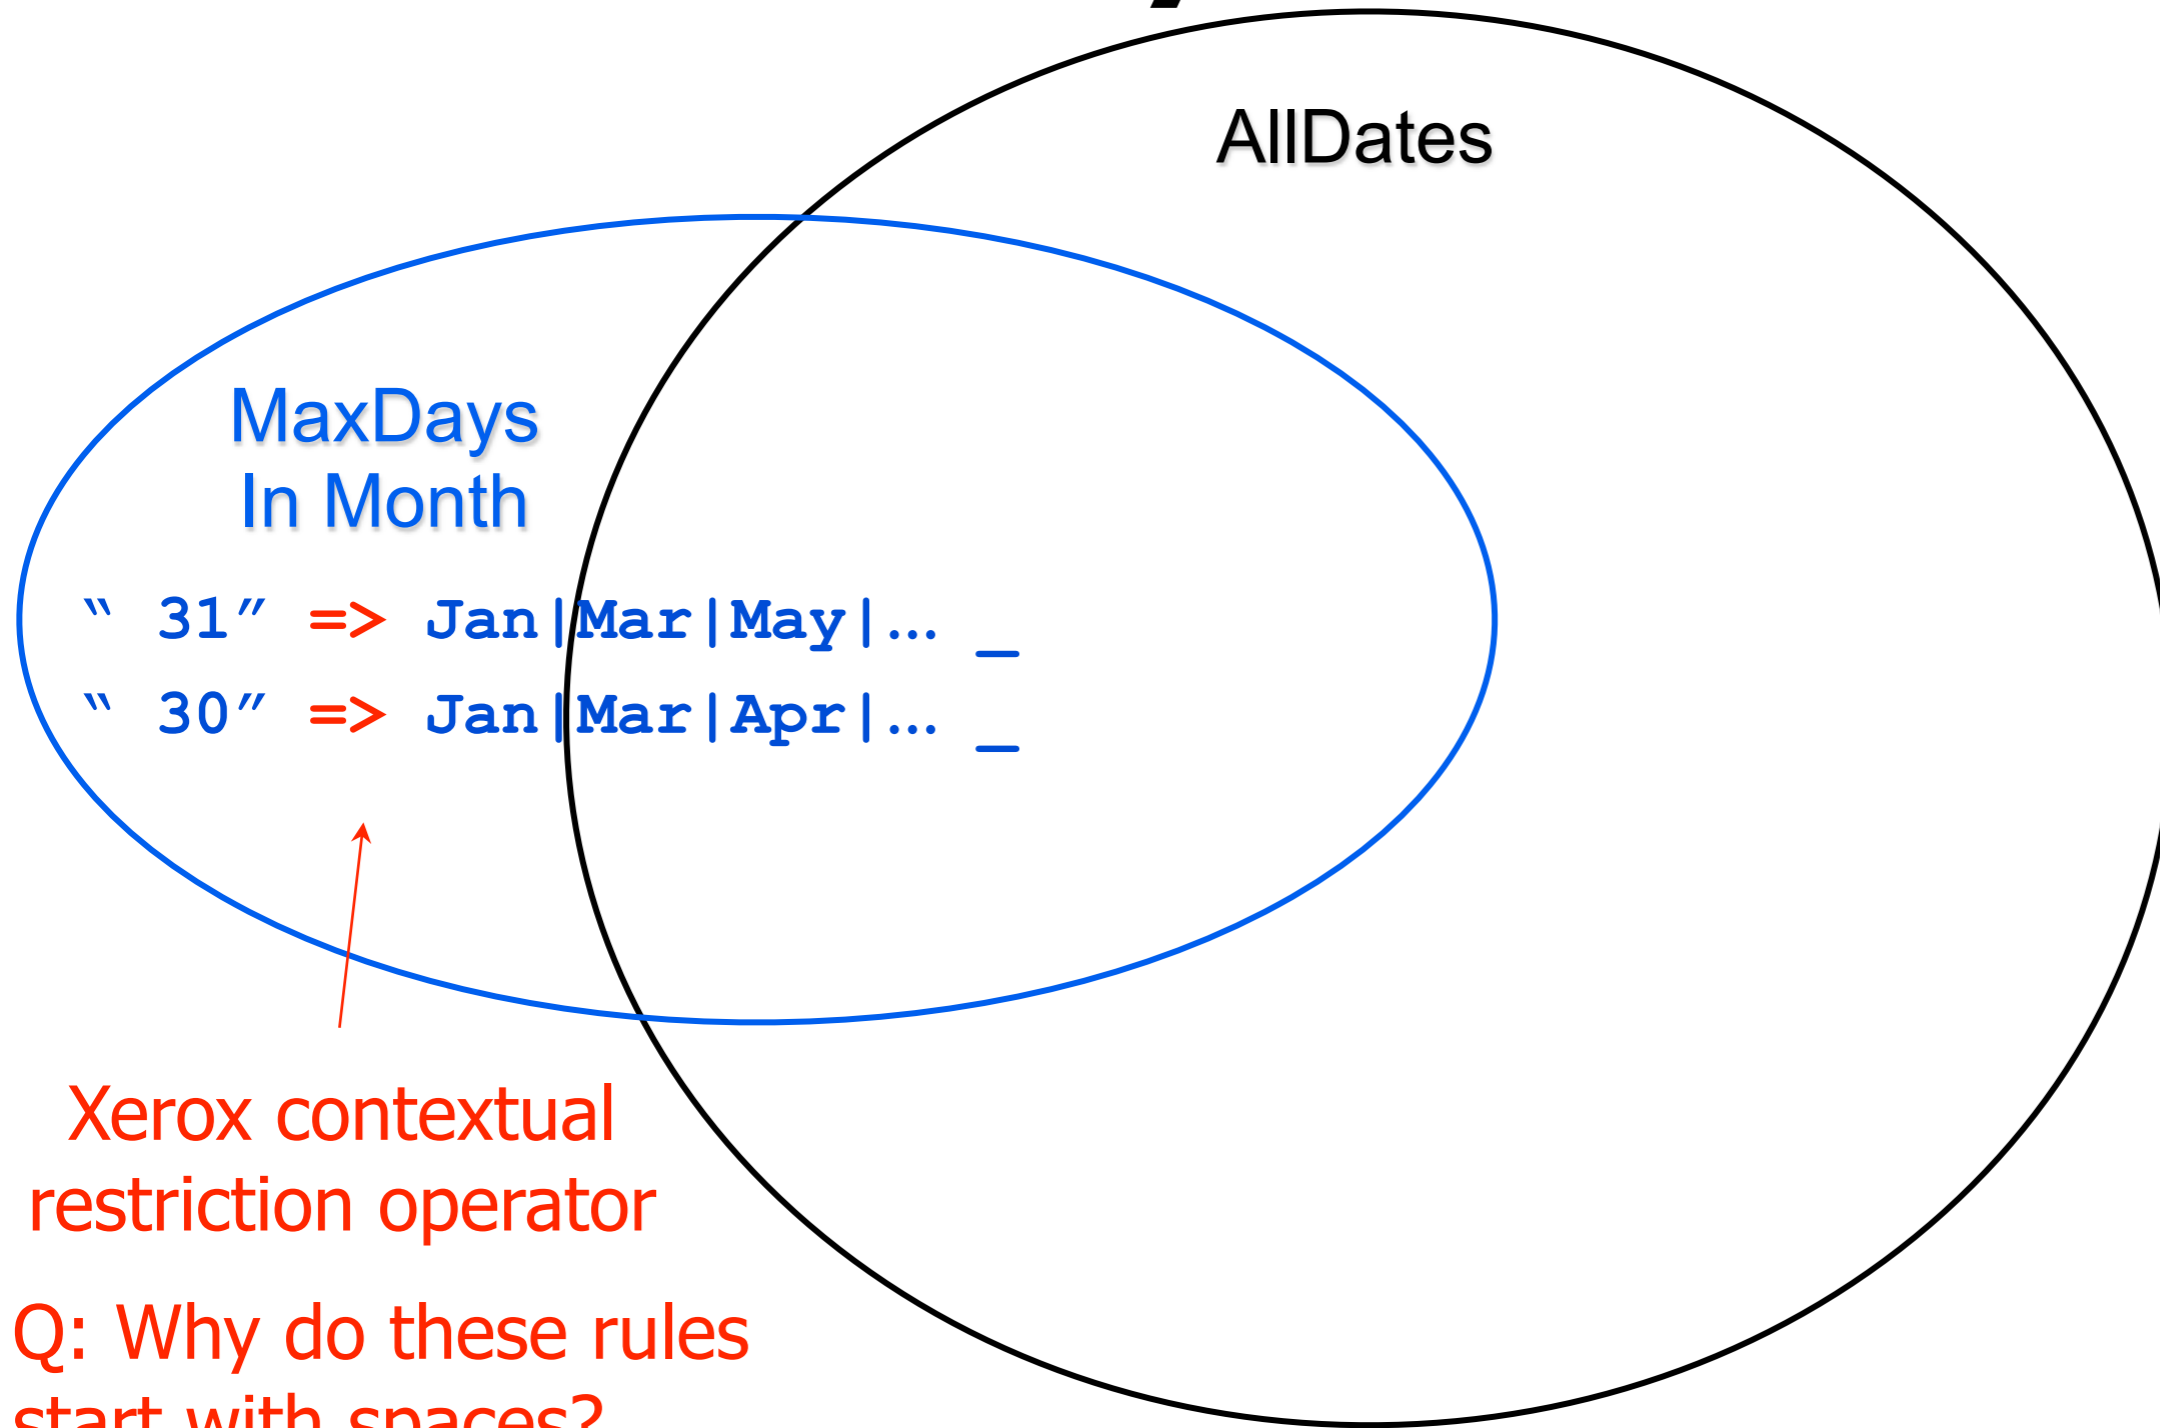 AllDates
MaxDays
In Month
“ 31” => Jan|Mar|May|… _
“ 30” => Jan|Mar|Apr|… _
Xerox contextual
restriction operator
Q: Why do these rules
start with spaces?